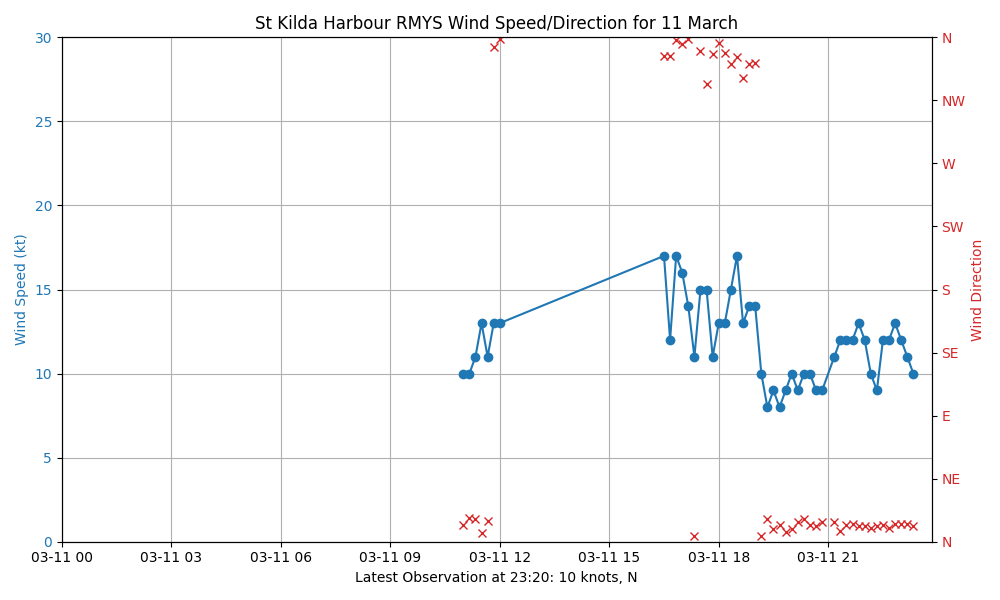 St Kilda Harbour RMYS Wind Speed/Direction for 11 March
30
25
20
15
10
5
0
Wind Speed (kt)
N
NW
W
SW
S
SE
E
NE
N
Wind Direction
03-11 00
03-11 03
03-11 06
03-11 09
03-11 12
03-11 15
03-11 18
03-11 21
Latest Observation at 23:20: 10 knots, N